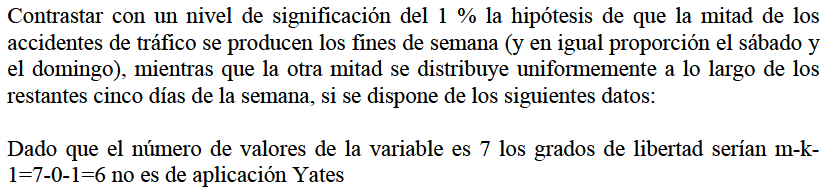 Contrastar con un nivel de significación del 1 % la hipótesis de que la mitad de los
accidentes de tráfico se producen los fines de semana (y en igual proporción el sábado y
el domingo), mientras que la otra mitad se distribuye uniformemente a lo largo de los
restantes cinco días de la semana, si se dispone de los siguientes datos:
Dado que el número de valores de la variable es 7 los grados de libertad serían m-k-
1=7-0-1=6 no es de aplicación Yates